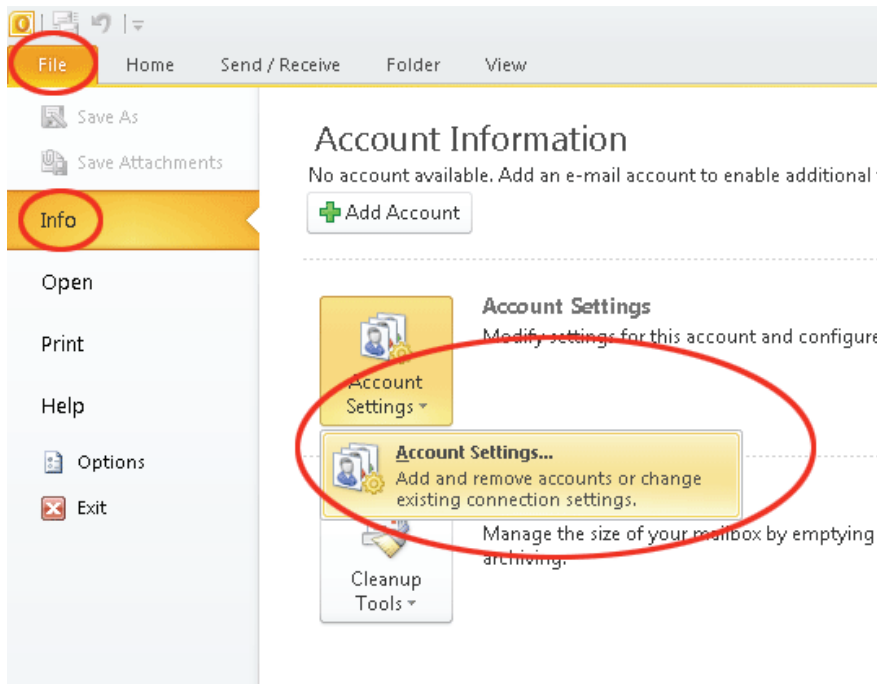 File Home Send / Receive Folder View
Save As
Save Attachments
Info
Open
Print
Help
Options
Exit
Account Information
No account available. Add an e-mail account to enable additional
Add Account
Account
Settings
Account Settings
Modify settings for this account and configure
Account Settings...
Add and remove accounts or change
existing connection settings.
Manage the size of your mailbox by emptying
archiving.
Cleanup
Tools